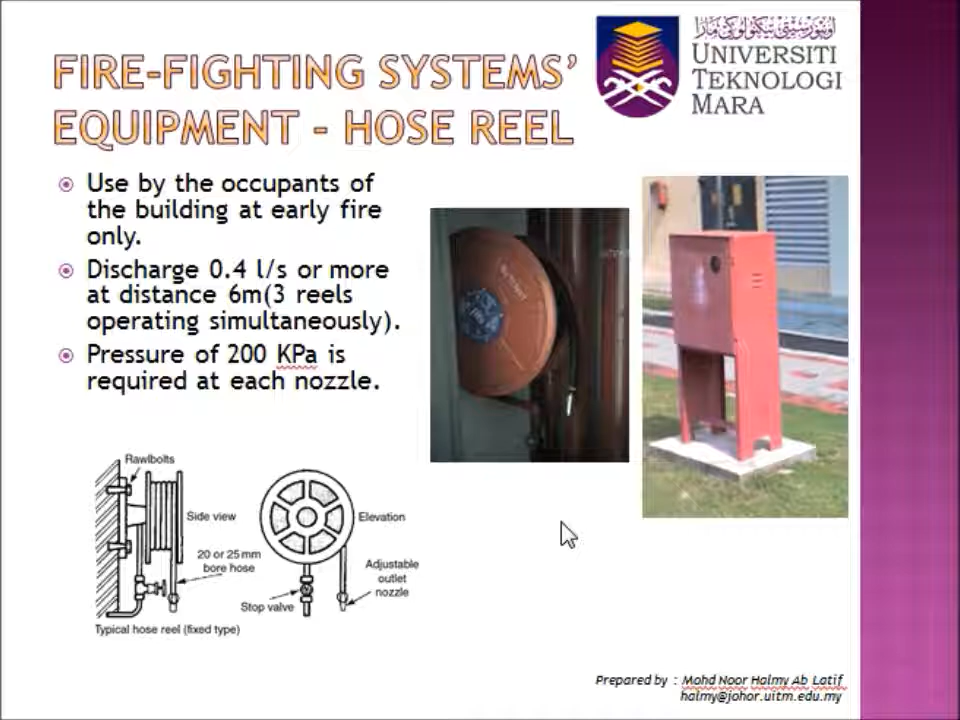 FIRE-FIGHTING SYSTEMS'
EQUIPMENT - HOSE REEL
UNIVERSITI
TEKNOLOGI
MARA
Use by the occupants of
the building at early fire
only.
Discharge 0.4 l/s or more
at distance 6m(3 reels
operating simultaneously).
Pressure of 200 KPa is
required at each nozzle.
Rawlbolts
Side view
20 or 25 mm
bore hose
Elevation
Adjustable
outlet
nozzle
Stop valve
Typical hose reel (fixed type)
Prepared by : Mohd Noor Halmy Ab Latif
halmy@johor.uitm.edu.my